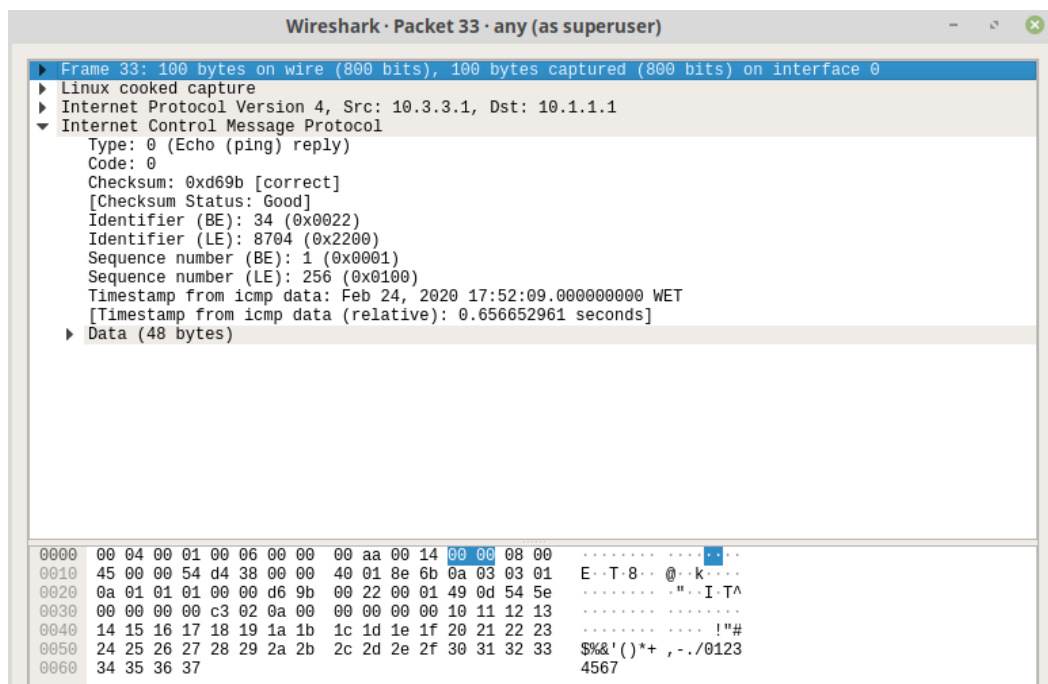 Wireshark · Packet 33 · any (as superuser)
Frame 33: 100 bytes on wire (800 bits), 100 bytes captured (800 bits) on interface 0
Linux cooked capture
Internet Protocol Version 4, Src: 10.3.3.1, Dst: 10.1.1.1
Internet Control Message Protocol
Type: 0 (Echo (ping) reply)
Code: 0
Checksum: 0xd69b [correct]
[Checksum Status: Good]
Identifier (BE): 34 (0x0022)
Identifier (LE): 8704 (0x2200)
Sequence number (BE): 1 (0x0001)
Sequence number (LE): 256 (0x0100)
Timestamp from icmp data: Feb 24, 2020 17:52:09.000000000 WET
[Timestamp from icmp data (relative): 0.656652961 seconds]
Data (48 bytes)
0000 00 04 00 01 00 06 00 00 00 aa 00 14 00 00 08 00 ········ ········
0010 45 00 00 54 d4 38 00 00 40 01 8e 6b 0a 03 03 01 E··T·8·· @··k····
0020 0a 01 01 01 00 00 d6 9b 00 22 00 01 49 0d 54 5e ········ ·"··I·T^
0030 00 00 00 00 c3 02 0a 00 00 00 00 00 10 11 12 13 ········ ········
0040 14 15 16 17 18 19 1a 1b 1c 1d 1e 1f 20 21 22 23 ········ ···· !"#
0050 24 25 26 27 28 29 2a 2b 2c 2d 2e 2f 30 31 32 33 $%&'()*+ ,-./0123
0060 34 35 36 37 4567